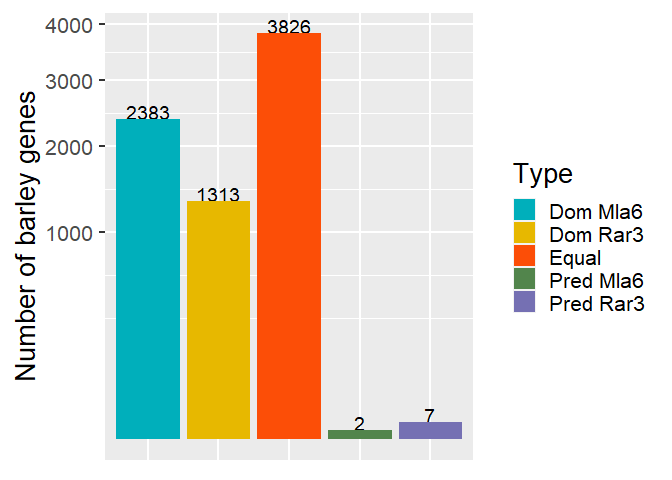 Number of barley genes
4000
3000
2000
1000
2383
1313
3826
2
7
Type
Dom Mla6
Dom Rar3
Equal
Pred Mla6
Pred Rar3